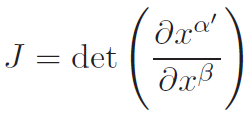 J = det ( ∂x^{α′} / ∂x^β )